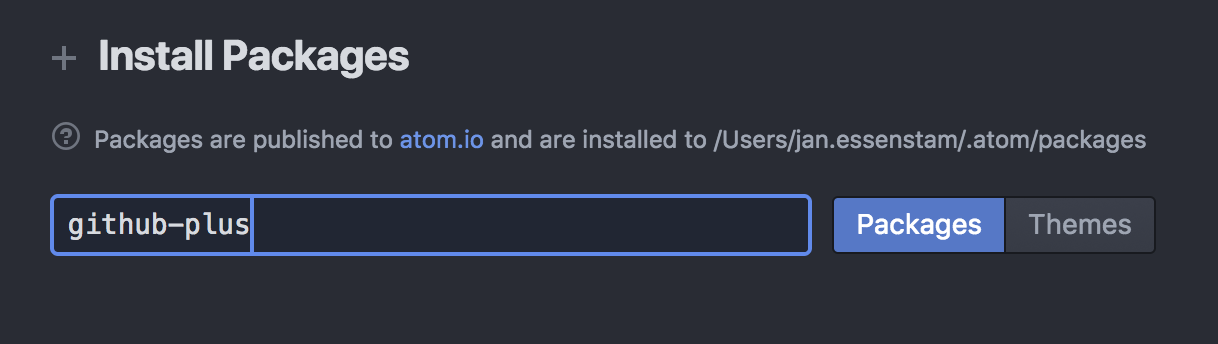 Install Packages
Packages are published to atom.io and are installed to /Users/jan.essenstam/.atom/packages
github-plus
Packages
Themes